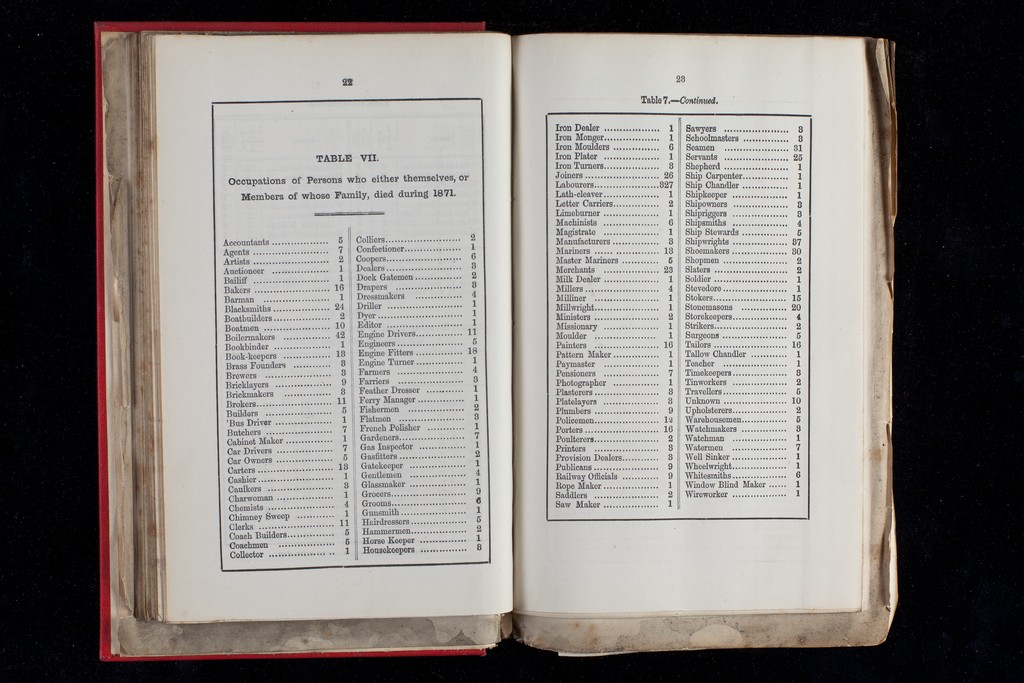 22
TABLE VII.
Occupations of Persons who either themselves, or
Members of whose Family, died during 1871.
Accountants 5
Agents 7
Artists 2
Auctioneer 1
Bailiff 1
Bakers 16
Barman 1
Blacksmiths 24
Boatbuilders 2
Boatmen 10
Boilermakers 42
Bookbinder 1
Book-keepers 13
Brass Founders 3
Brewers 3
Bricklayers 9
Brickmakers 3
Brokers 11
Builders 5
'Bus Driver 1
Butchers 7
Cabinet Maker 1
Car Drivers 7
Car Owners 5
Carters 13
Cashier 1
Caulkers 3
Charwoman 1
Chemists 4
Chimney Sweep 1
Clerks 11
Coach Builders 5
Coachmen 5
Collector 1
Colliers 2
Confectioner 1
Coopers 6
Dealers 3
Dock Gatemen 2
Drapers 3
Dressmakers 4
Driller 1
Dyer 1
Editor 1
Engine Drivers 11
Engineers 5
Engine Fitters 18
Engine Turner 1
Farmers 4
Farriers 3
Feather Dresser 1
Ferry Manager 1
Fishermen 2
Flatmen 3
French Polisher 1
Gardeners 7
Gas Inspector 1
Gasfitters 2
Gatekeeper 1
Gentlemen 4
Glassmaker 1
Grocers 9
Grooms 6
Gunsmith 1
Hairdressers 5
Hammermen 2
Horse Keeper 1
Housekeepers 3
23
Table 7.—Continued.
Iron Dealer 1
Iron Monger 1
Iron Moulders 6
Iron Plater 1
Iron Turners 3
Joiners 26
Labourers 327
Lath-cleaver 1
Letter Carriers 2
Limeburner 1
Machinists 6
Magistrate 1
Manufacturers 3
Mariners 13
Master Mariners 5
Merchants 23
Milk Dealer 1
Millers 4
Milliner 1
Millwright 1
Ministers 2
Missionary 1
Moulder 1
Painters 16
Pattern Maker 1
Paymaster 1
Pensioners 7
Photographer 1
Plasterers 3
Platelayers 3
Plumbers 9
Policemen 12
Porters 16
Poulterers 2
Printers 3
Provision Dealers 3
Publicans 9
Railway Officials 9
Rope Maker 1
Saddlers 2
Saw Maker 1
Sawyers 3
Schoolmasters 3
Seamen 31
Servants 25
Shepherd 1
Ship Carpenter 1
Ship Chandler 1
Shipkeeper 1
Shipowners 3
Shipriggers 3
Shipsmiths 4
Ship Stewards 5
Shipwrights 37
Shoemakers 30
Shopmen 2
Slaters 2
Soldier 1
Stevedore 1
Stokers 15
Stonemasons 20
Storekeepers 4
Strikers 2
Surgeons 5
Tailors 16
Tallow Chandler 1
Teacher 1
Timekeepers 3
Tinworkers 2
Travellers 5
Unknown 10
Upholsterers 2
Warehousemen 5
Watchmakers 3
Watchman 1
Watermen 7
Well Sinker 1
Wheelwright 1
Whitesmiths 6
Window Blind Maker 1
Wireworker 1